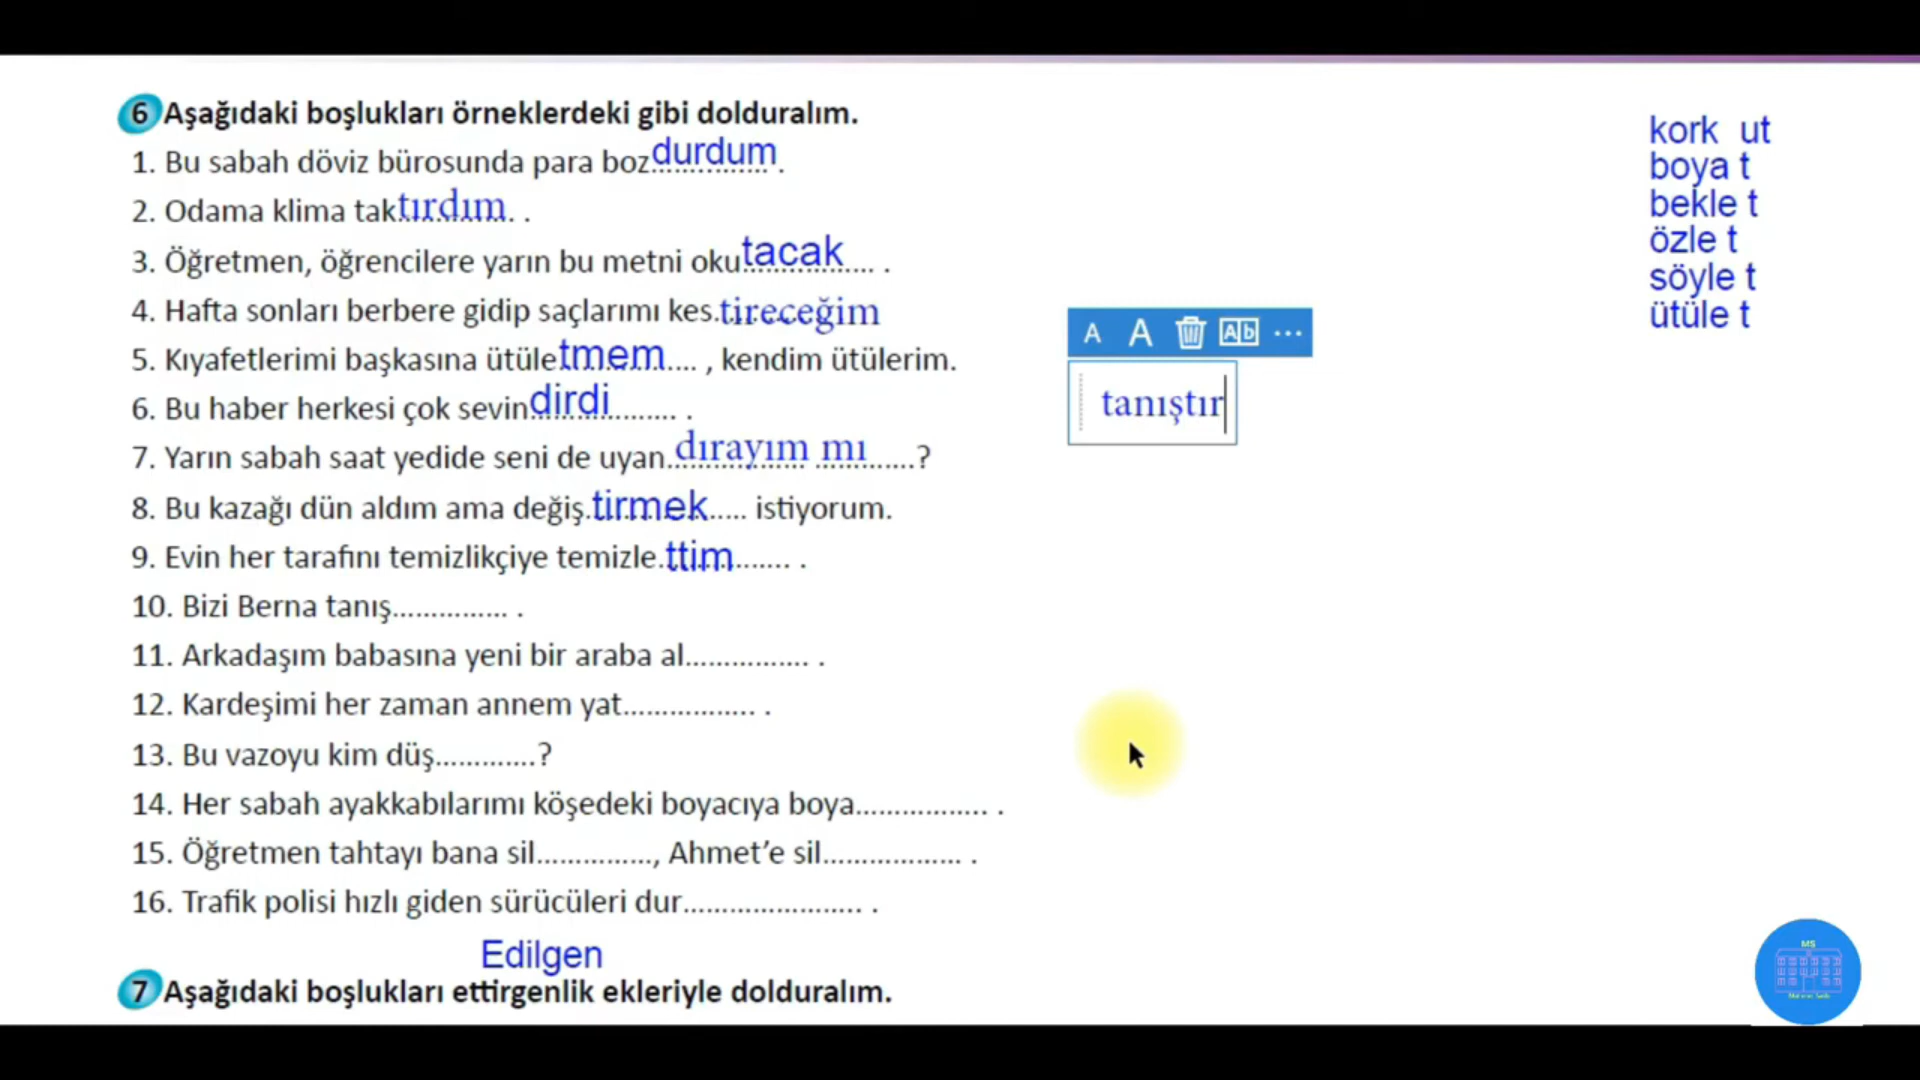 6 Aşağıdaki boşlukları örneklerdeki gibi dolduralım.
1. Bu sabah döviz bürosunda para bozdurdum .
2. Odama klima taktırdım .
3. Öğretmen, öğrencilere yarın bu metni okutacak .
4. Hafta sonları berbere gidip saçlarımı kes tireceğim
5. Kıyafetlerimi başkasına ütületmem , kendim ütülerim.
6. Bu haber herkesi çok sevindirdi .
7. Yarın sabah saat yedide seni de uyandırayım mı ?
8. Bu kazağı dün aldım ama değiştirmek istiyorum.
9. Evin her tarafını temizlikçiye temizlettim .
10. Bizi Berna tanış............... .
11. Arkadaşım babasına yeni bir araba al................ .
12. Kardeşimi her zaman annem yat................. .
13. Bu vazoyu kim düş.............?
14. Her sabah ayakkabılarımı köşedeki boyacıya boya................. .
15. Öğretmen tahtayı bana sil..............., Ahmet’e sil.................. .
16. Trafik polisi hızlı giden sürücüleri dur....................... .
Edilgen
7 Aşağıdaki boşlukları ettirgenlik ekleriyle dolduralım.
kork ut
boya t
bekle t
özle t
söyle t
ütüle t
A A Ab ...
tanıştır
MS